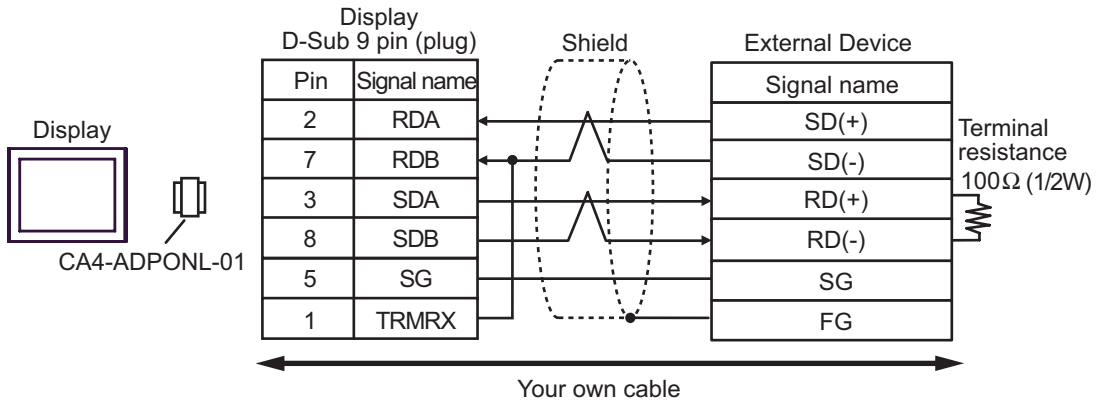 Display
D-Sub 9 pin (plug)
Shield
External Device
Pin
Signal name
Signal name
2
RDA
SD(+)
7
RDB
SD(-)
3
SDA
RD(+)
8
SDB
RD(-)
5
SG
SG
1
TRMRX
FG
Display
CA4-ADPONL-01
Terminal
resistance
100Ω (1/2W)
Your own cable